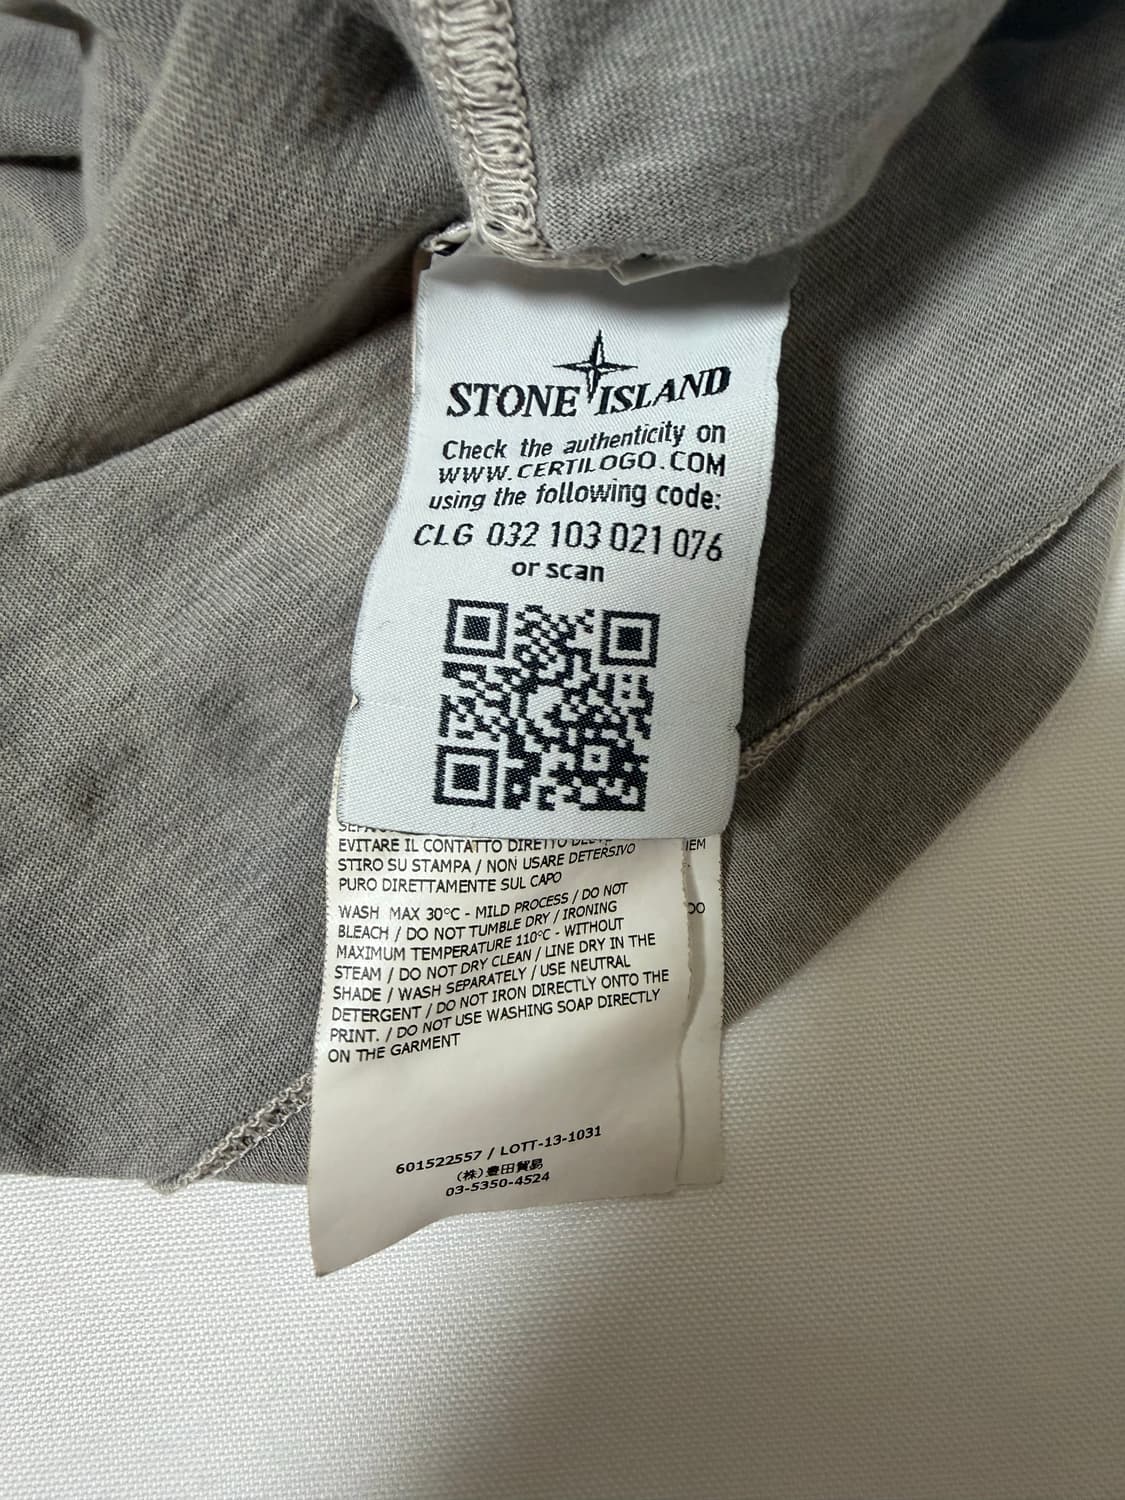 STONE ISLAND
Check the authenticity on
WWW.CERTILOGO.COM
using the following code:
CLG 032 103 021 076
or scan
EVITARE IL CONTATTO DIRETTO
STIRO SU STAMPA / NON USARE DETERSIVO
PURO DIRETTAMENTE SUL CAPO
WASH MAX 30°C - MILD PROCESS / DO NOT
BLEACH / DO NOT TUMBLE DRY / IRONING
MAXIMUM TEMPERATURE 110°C - WITHOUT
STEAM / DO NOT DRY CLEAN / LINE DRY IN THE
SHADE / WASH SEPARATELY / USE NEUTRAL
DETERGENT / DO NOT IRON DIRECTLY ONTO THE
PRINT. / DO NOT USE WASHING SOAP DIRECTLY
ON THE GARMENT
601522557 / LOTT-13-1031
(株)豊田貿易
03-5350-4524